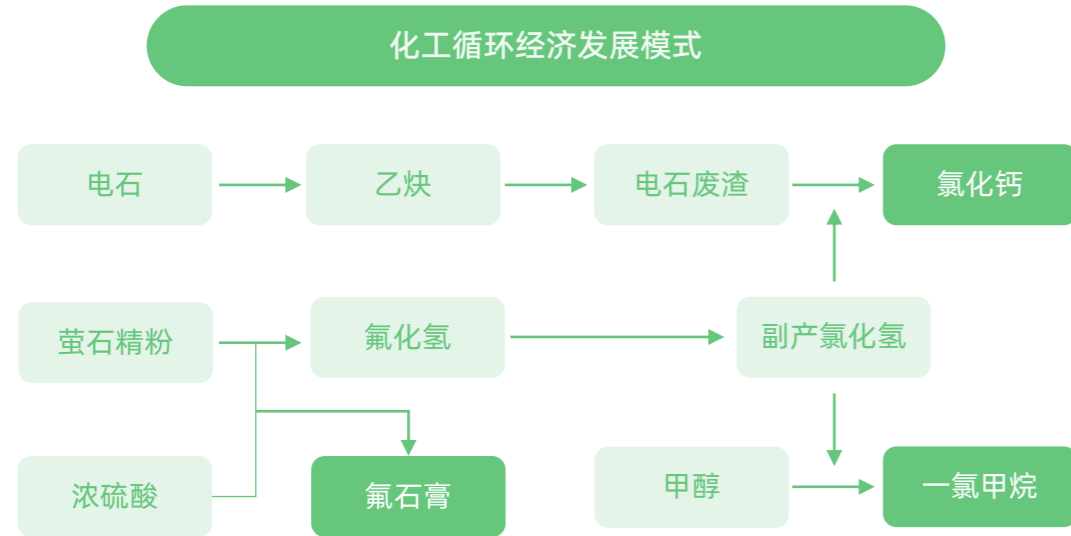 化工循环经济发展模式
电石
乙炔
电石废渣
氯化钙
萤石精粉
氟化氢
副产氯化氢
浓硫酸
氟石膏
甲醇
一氯甲烷